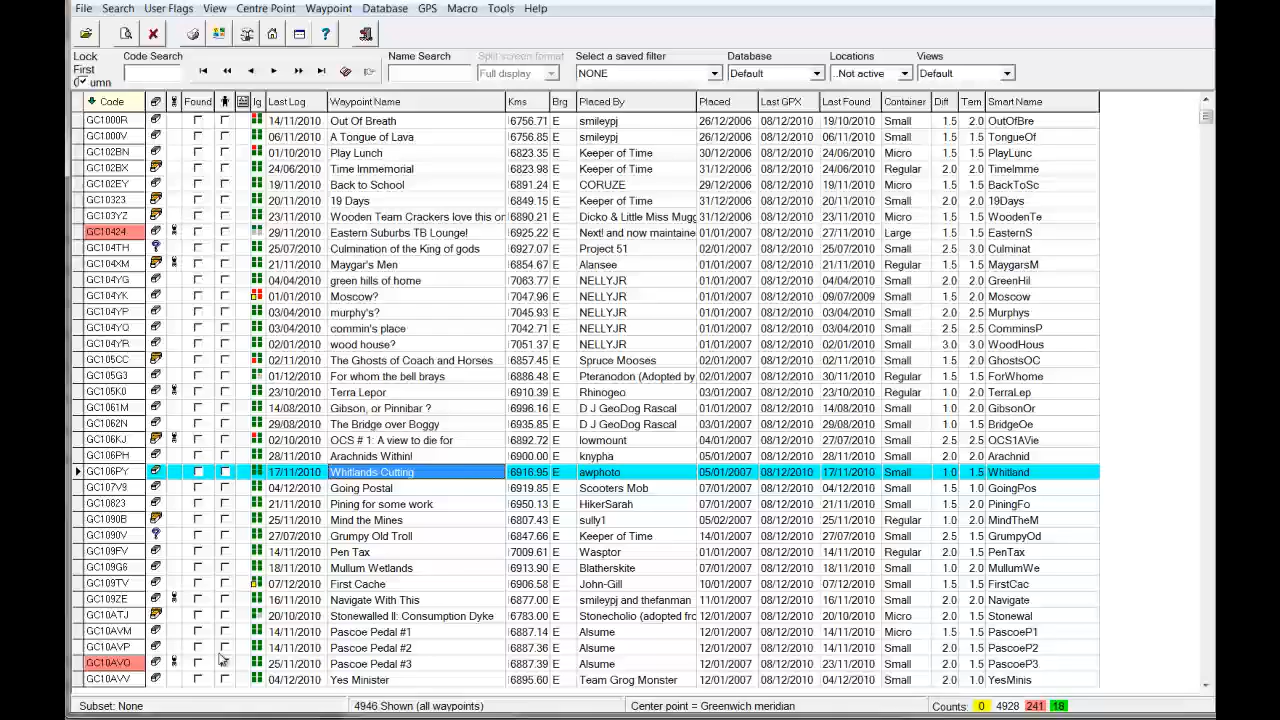 File Search User Flags View Centre Point Waypoint Database GPS Macro Tools Help
Lock First Column Code Search Name Search Split screen format Select a saved filter Database Locations Views
Full display NONE Default ..Not active Default
Code Found Ig Last Log Waypoint Name Kms Brg Placed By Placed Last GPX Last Found Container Diff Terr Smart Name
GC1000R 14/11/2010 Out Of Breath 6756.71 E smileypj 26/12/2006 08/12/2010 19/10/2010 Small 1.5 2.0 OutOfBre
GC1000V 06/11/2010 A Tongue of Lava 6756.85 E smileypj 26/12/2006 08/12/2010 06/11/2010 Small 1.5 1.5 TongueOf
GC102BN 01/10/2010 Play Lunch 6823.35 E Keeper of Time 30/12/2006 08/12/2010 23/09/2010 Micro 1.5 1.5 PlayLunc
GC102BX 24/06/2010 Time Immemorial 6823.98 E Keeper of Time 31/12/2006 08/12/2010 24/06/2010 Regular 2.0 2.0 TimeImme
GC102EY 19/11/2010 Back to School 6891.24 E CORUZE 29/12/2006 08/12/2010 19/11/2010 Micro 1.5 1.5 BackToSc
GC10323 20/11/2010 19 Days 6849.15 E Keeper of Time 31/12/2006 08/12/2010 20/11/2010 Small 2.0 2.5 19Days
GC103YZ 23/11/2010 Wooden Team Crackers love this or 6890.21 E Dicko & Little Miss Mugg 31/12/2006 08/12/2010 23/11/2010 Micro 1.5 2.0 WoodenTe
GC10424 29/11/2010 Eastern Suburbs TB Lounge! 6925.22 E Next! and now maintaine 01/01/2007 08/12/2010 27/11/2010 Large 1.0 1.5 EasternS
GC104TH 25/07/2010 Culmination of the King of gods 6927.07 E Project 51 01/01/2007 08/12/2010 25/07/2010 Small 2.5 3.0 Culminat
GC104XM 21/11/2010 Maygar's Men 6854.67 E Alansee 01/01/2007 08/12/2010 21/11/2010 Regular 1.5 1.5 MaygarsM
GC104YG 04/04/2010 green hills of home 7063.77 E NELLYJR 01/01/2007 08/12/2010 04/04/2010 Small 2.0 2.0 GreenHil
GC104YK 01/01/2010 Moscow? 7047.96 E NELLYJR 01/01/2007 08/12/2010 09/07/2009 Small 1.5 2.0 Moscow
GC104YP 03/04/2010 murphy's? 7045.93 E NELLYJR 01/01/2007 08/12/2010 03/04/2010 Small 2.0 2.0 Murphys
GC104YQ 03/04/2010 commin's place 7042.71 E NELLYJR 01/01/2007 08/12/2010 03/04/2010 Small 2.5 2.5 ComminsP
GC104YR 02/01/2010 wood house? 7051.37 E NELLYJR 01/01/2007 08/12/2010 02/01/2010 Small 3.0 3.0 WoodHous
GC105CC 02/11/2010 The Ghosts of Coach and Horses 6857.45 E Spruce Mooses 02/01/2007 08/12/2010 02/11/2010 Regular 2.5 1.5 GhostsOC
GC105G3 01/12/2010 For whom the bell brays 6886.48 E Pteranodon (Adopted by 03/01/2007 08/12/2010 30/11/2010 Regular 1.5 2.0 ForWhome
GC105K0 23/10/2010 Terra Lepor 6910.39 E Rhinogeo 03/01/2007 08/12/2010 23/10/2010 Regular 1.5 2.0 TerraLep
GC1061M 14/08/2010 Gibson, or Pinnibar ? 6996.16 E D J GeoDog Rascal 01/01/2007 08/12/2010 14/08/2010 Small 1.0 2.0 GibsonOr
GC1062N 29/08/2010 The Bridge over Boggy 6935.85 E D J GeoDog Rascal 01/01/2007 08/12/2010 29/08/2010 Small 1.5 2.0 BridgeOe
GC106KJ 02/10/2010 OCS # 1: A view to die for 6892.72 E lowmount 04/01/2007 08/12/2010 27/09/2010 Small 2.5 2.5 OCS1AVie
GC106PH 28/11/2010 Arachnids Within! 6900.00 E knypha 04/01/2007 08/12/2010 28/11/2010 Small 1.5 2.0 Arachnid
GC106PY 17/11/2010 Whitlands Cutting 6916.95 E awphoto 05/01/2007 08/12/2010 17/11/2010 Small 1.0 1.5 Whitland
GC107V9 04/12/2010 Going Postal 6919.85 E Scooters Mob 07/01/2007 08/12/2010 04/12/2010 Small 1.5 1.0 GoingPos
GC10823 21/11/2010 Pining for some work 6950.13 E HikerSarah 07/01/2007 08/12/2010 21/11/2010 Small 1.5 2.0 PiningFo
GC1090B 25/11/2010 Mind the Mines 6807.43 E sully1 05/02/2007 08/12/2010 25/11/2010 Regular 1.0 2.0 MindTheM
GC1090V 27/07/2010 Grumpy Old Troll 6847.66 E Keeper of Time 14/01/2007 08/12/2010 27/07/2010 Small 2.5 2.0 GrumpyOd
GC109FV 14/11/2010 Pen Tax 7009.61 E Wasptor 01/01/2007 08/12/2010 14/11/2010 Regular 2.0 2.0 PenTax
GC109G6 18/11/2010 Mullum Wetlands 6913.90 E Blatherskite 11/01/2007 08/12/2010 18/11/2010 Small 1.0 1.5 MullumWe
GC109TV 07/12/2010 First Cache 6906.58 E John-Gill 10/01/2007 08/12/2010 07/12/2010 Small 1.5 1.5 FirstCac
GC109ZE 16/11/2010 Navigate With This 6877.00 E smileypj and thefanman 11/01/2007 08/12/2010 16/11/2010 Small 2.0 2.0 Navigate
GC10ATJ 20/10/2010 Stonewalled II: Consumption Dyke 6783.03 E Stonecholio (adopted frc 13/01/2007 08/12/2010 20/10/2010 Small 2.0 1.5 Stonewal
GC10AVM 14/11/2010 Pascoe Pedal #1 6887.14 E Alsume 12/01/2007 08/12/2010 14/11/2010 Micro 1.5 1.5 PascoeP1
GC10AVP 14/11/2010 Pascoe Pedal #2 6887.36 E Alsume 12/01/2007 08/12/2010 14/11/2010 Small 2.0 1.5 PascoeP2
GC10AVQ 25/11/2010 Pascoe Pedal #3 6887.39 E Alsume 12/01/2007 08/12/2010 25/11/2010 Small 2.0 1.5 PascoeP3
GC10AVV 04/12/2010 Yes Minister 6895.60 E Team Grog Monster 12/01/2007 08/12/2010 04/12/2010 Small 2.0 1.0 YesMinis
Subset: None 4946 Shown (all waypoints) Center point = Greenwich meridian Counts: 0 4928 241 18